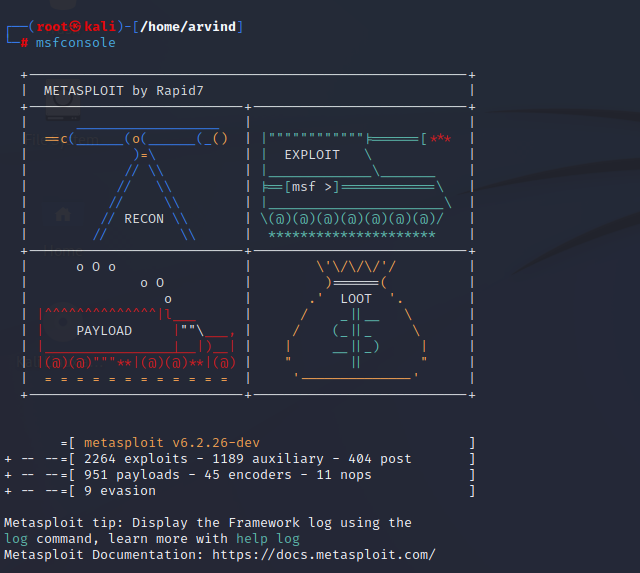 (root㉿kali)-[/home/arvind]
# msfconsole
METASPLOIT by Rapid7
EXPLOIT
[msf >]
RECON
o O o
o O
o
PAYLOAD
LOOT
=[ metasploit v6.2.26-dev ]
+ -- --=[ 2264 exploits - 1189 auxiliary - 404 post ]
+ -- --=[ 951 payloads - 45 encoders - 11 nops ]
+ -- --=[ 9 evasion ]
Metasploit tip: Display the Framework log using the
log command, learn more with help log
Metasploit Documentation: https://docs.metasploit.com/